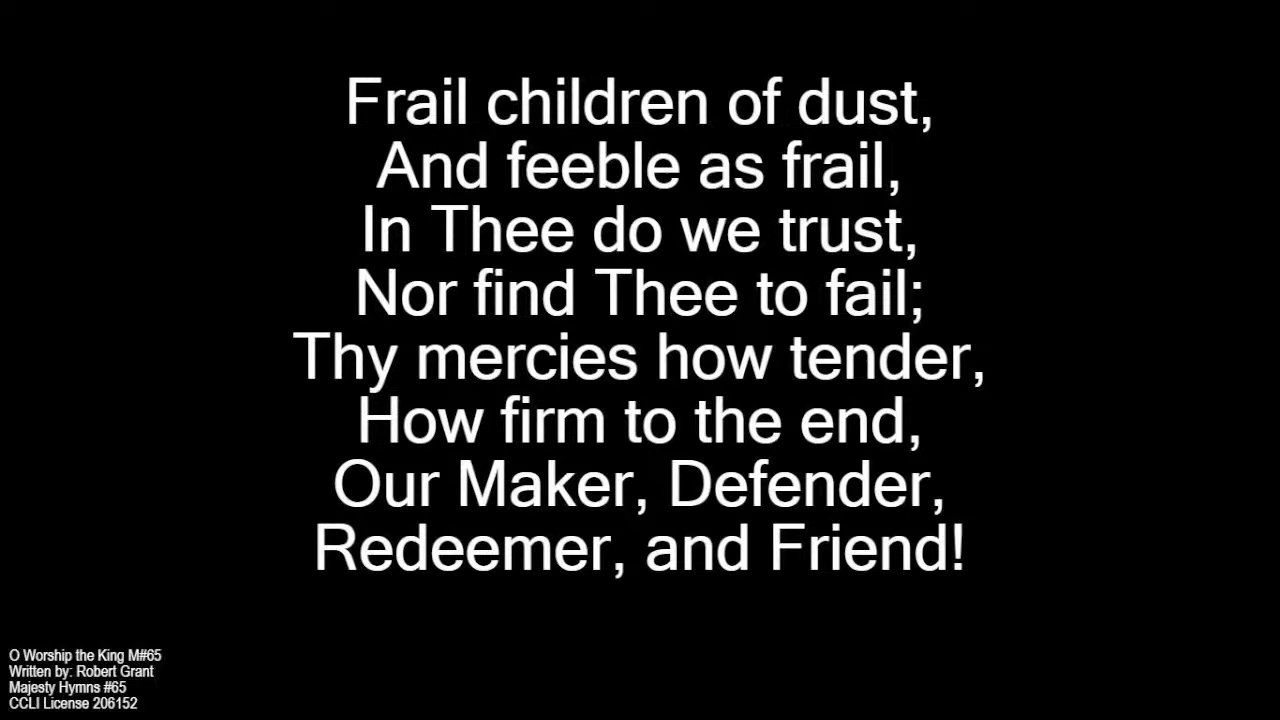 Frail children of dust,
And feeble as frail,
In Thee do we trust,
Nor find Thee to fail;
Thy mercies how tender,
How firm to the end,
Our Maker, Defender,
Redeemer, and Friend!
O Worship the King M#65
Written by: Robert Grant
Majesty Hymns #65
CCLI License 206152